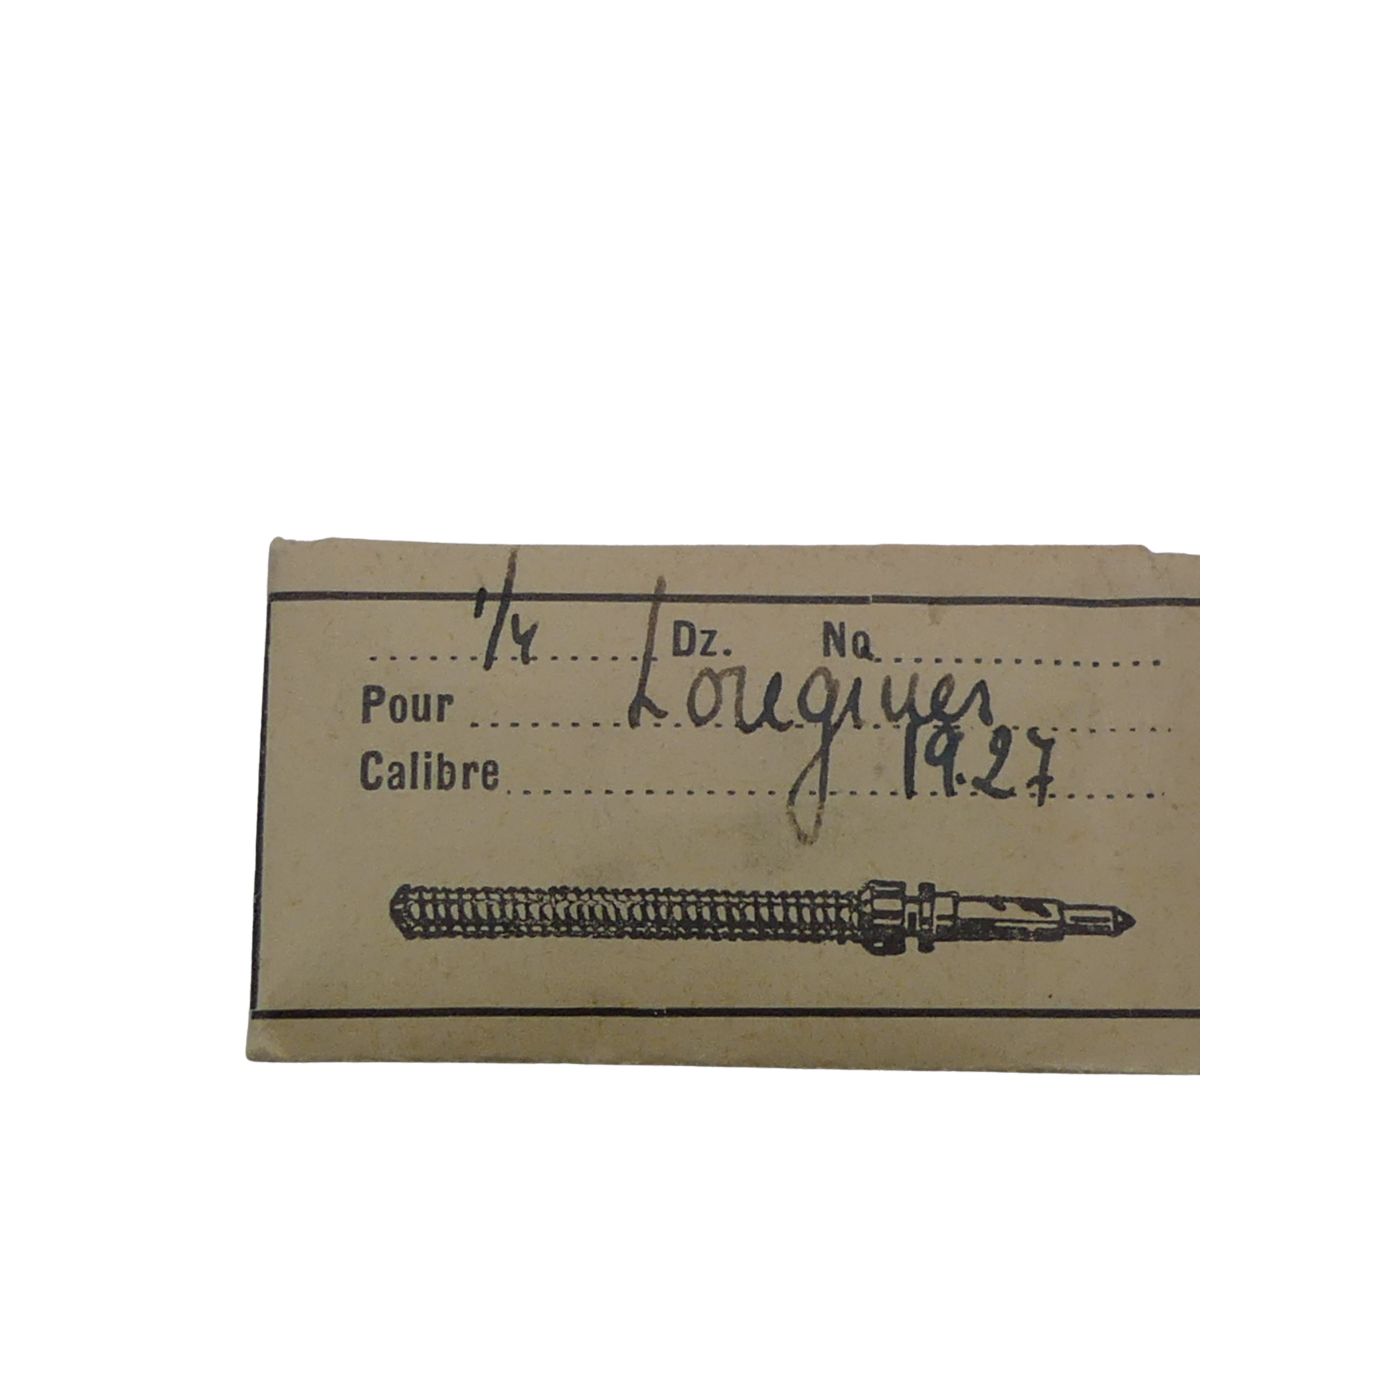 1/4 Dz. No
Pour Longines
Calibre 19.27